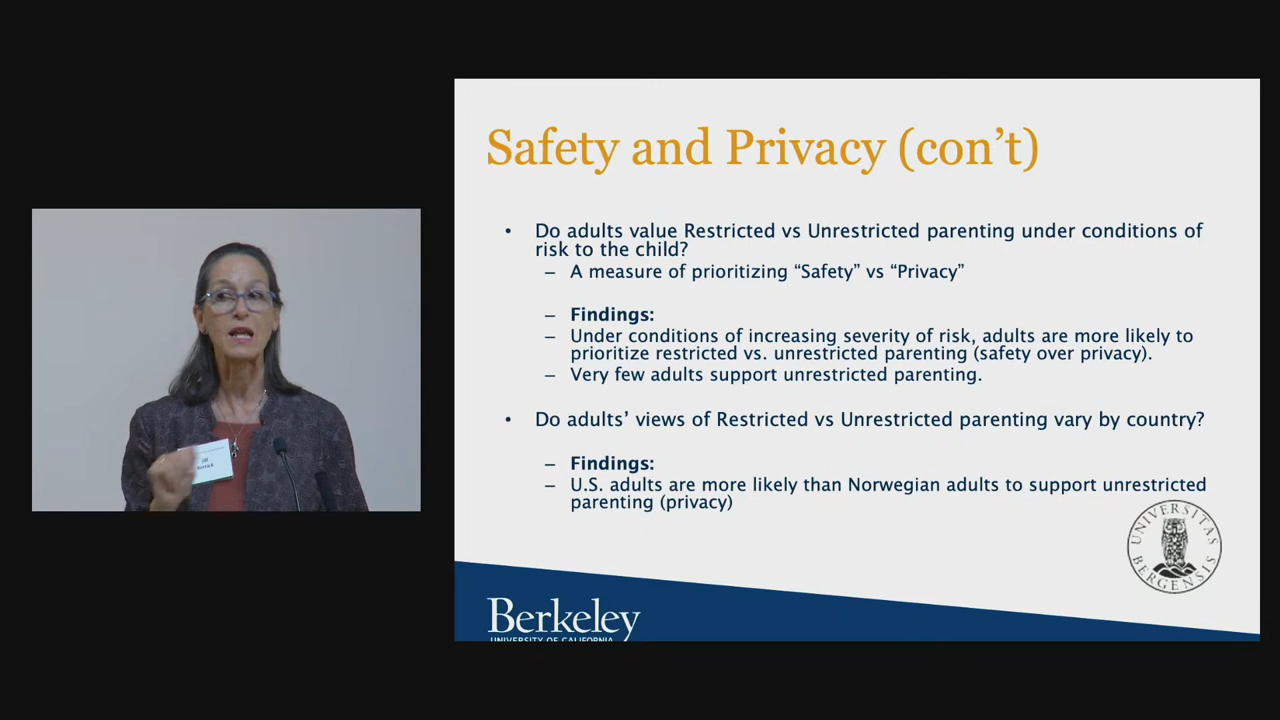 Safety and Privacy (con't)
• Do adults value Restricted vs Unrestricted parenting under conditions of
risk to the child?
– A measure of prioritizing “Safety” vs “Privacy”
– Findings:
– Under conditions of increasing severity of risk, adults are more likely to
prioritize restricted vs. unrestricted parenting (safety over privacy).
– Very few adults support unrestricted parenting.
• Do adults’ views of Restricted vs Unrestricted parenting vary by country?
– Findings:
– U.S. adults are more likely than Norwegian adults to support unrestricted
parenting (privacy)
UNIVERSITAS
BERGENSIS
Berkeley
UNIVERSITY OF CALIFORNIA
Jill
Berrick